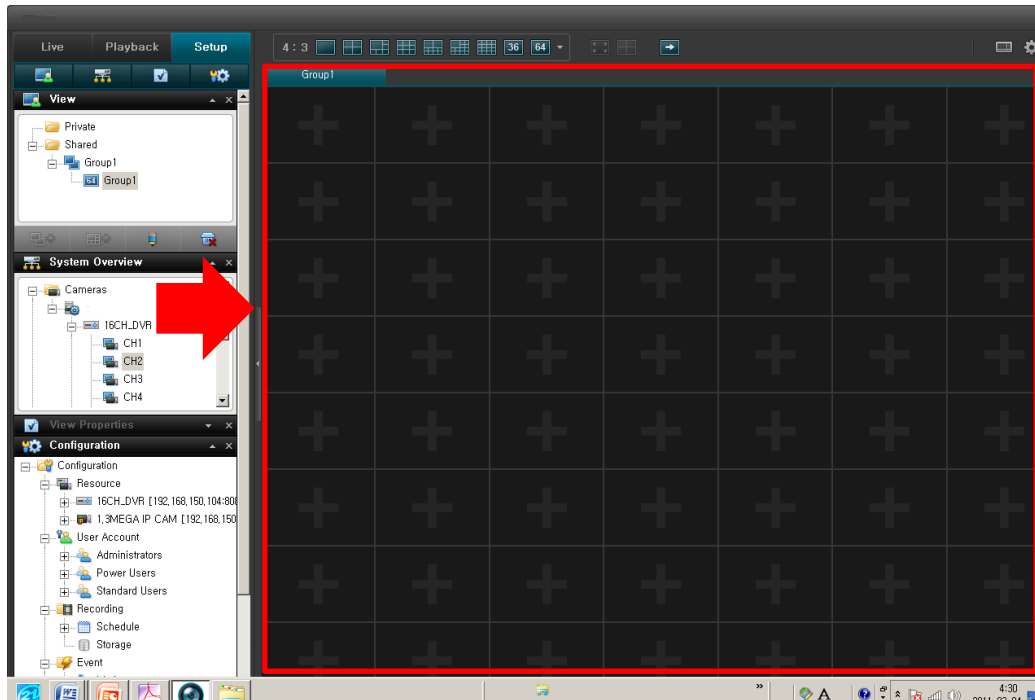 Live Playback Setup
4:3 36 64
View
Private
Shared
Group1
64 Group1
System Overview
Cameras
16CH_DVR
CH1
CH2
CH3
CH4
View Properties
Configuration
Configuration
Resource
16CH_DVR [192,168,150,104:808
1,3MEGA IP CAM [192,168,150
User Account
Administrators
Power Users
Standard Users
Recording
Schedule
Storage
Event
Group1
A
4:30